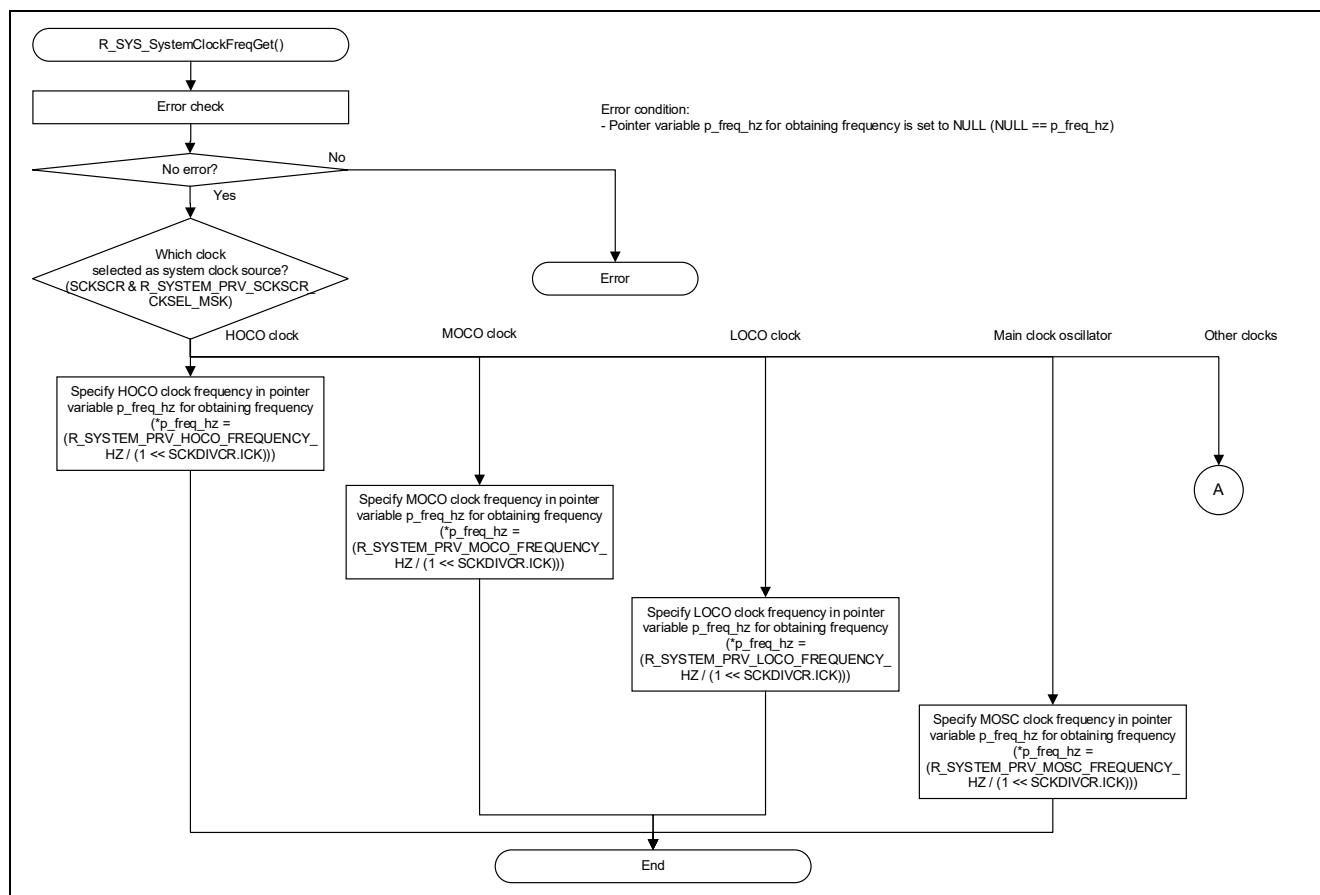 R_SYS_SystemClockFreqGet()
Error check
Error condition:
- Pointer variable p_freq_hz for obtaining frequency is set to NULL (NULL == p_freq_hz)
No error?
No
Yes
Which clock
selected as system clock source?
(SCKSCR & R_SYSTEM_PRV_SCKSCR_
CKSEL_MSK)
Error
HOCO clock
MOCO clock
LOCO clock
Main clock oscillator
Other clocks
Specify HOCO clock frequency in pointer
variable p_freq_hz for obtaining frequency
(*p_freq_hz =
(R_SYSTEM_PRV_HOCO_FREQUENCY_
HZ / (1 << SCKDIVCR.ICK)))
A
Specify MOCO clock frequency in pointer
variable p_freq_hz for obtaining frequency
(*p_freq_hz =
(R_SYSTEM_PRV_MOCO_FREQUENCY_
HZ / (1 << SCKDIVCR.ICK)))
Specify LOCO clock frequency in pointer
variable p_freq_hz for obtaining frequency
(*p_freq_hz =
(R_SYSTEM_PRV_LOCO_FREQUENCY_
HZ / (1 << SCKDIVCR.ICK)))
Specify MOSC clock frequency in pointer
variable p_freq_hz for obtaining frequency
(*p_freq_hz =
(R_SYSTEM_PRV_MOSC_FREQUENCY_
HZ / (1 << SCKDIVCR.ICK)))
End